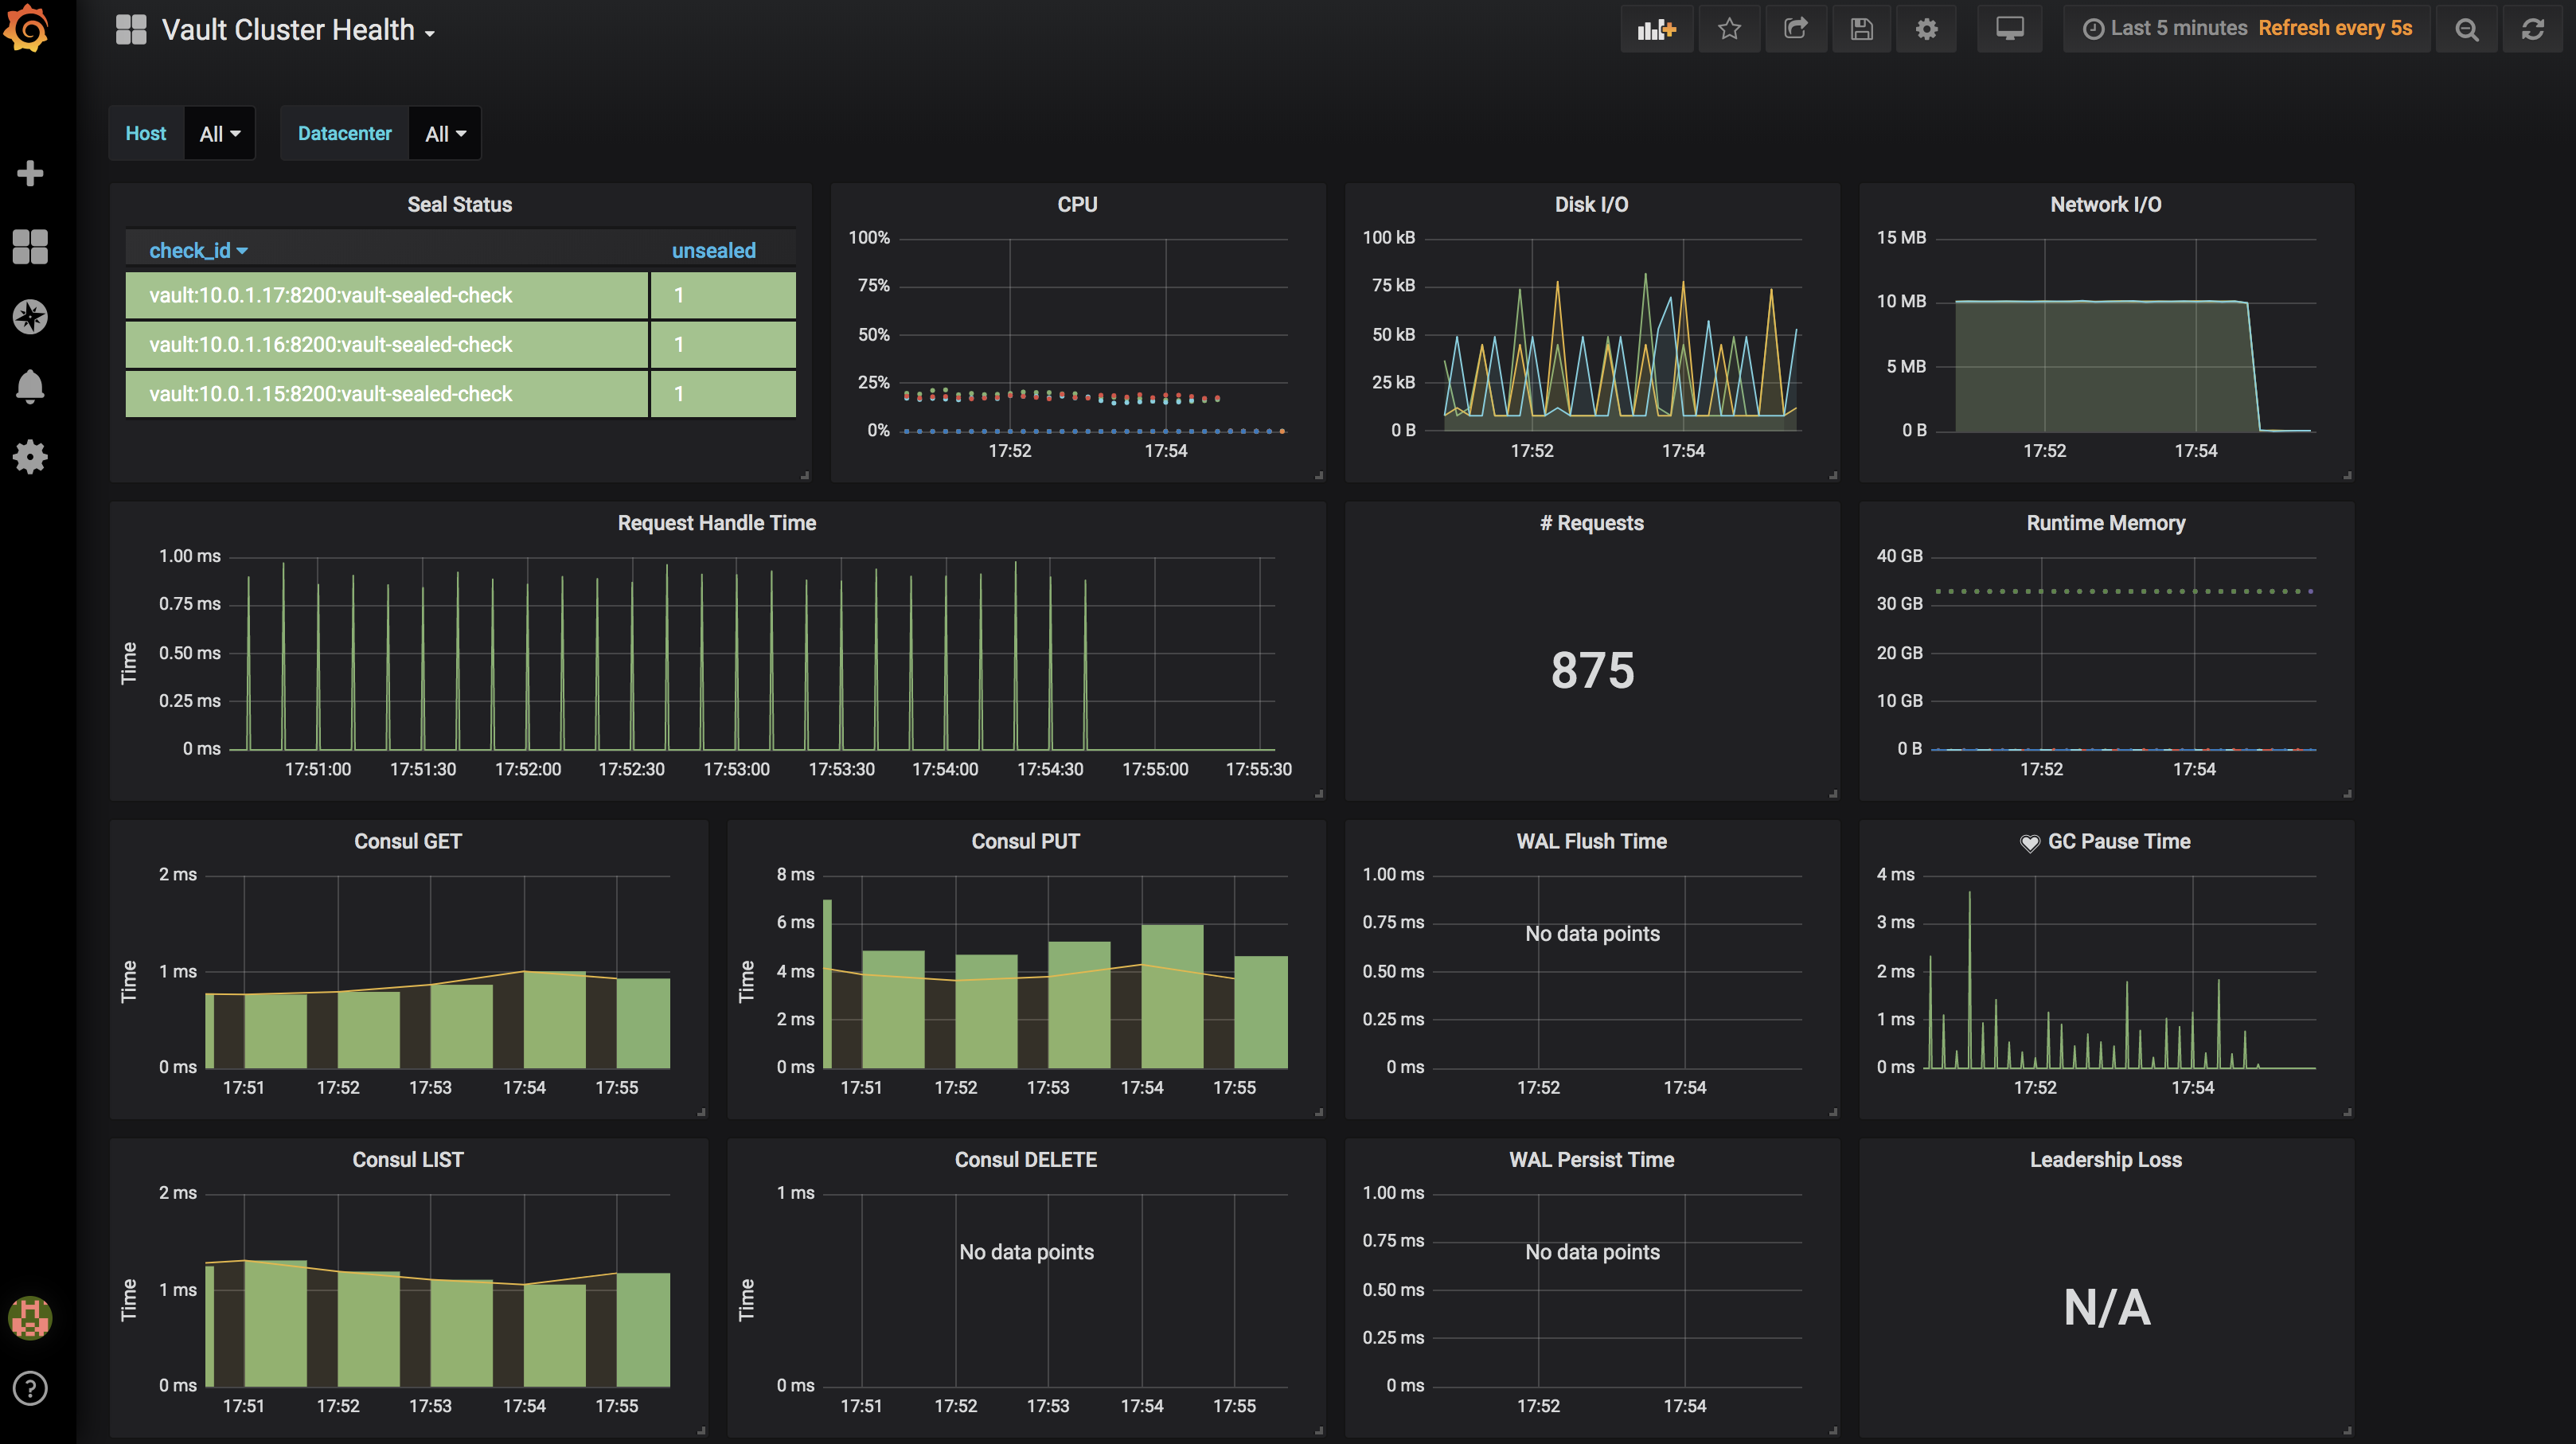 Vault Cluster Health
Last 5 minutes Refresh every 5s
Host All Datacenter All
Seal Status
check_id unsealed
vault:10.0.1.17:8200:vault-sealed-check 1
vault:10.0.1.16:8200:vault-sealed-check 1
vault:10.0.1.15:8200:vault-sealed-check 1
CPU
100%
75%
50%
25%
0%
17:52 17:54
Disk I/O
100 kB
75 kB
50 kB
25 kB
0 B
17:52 17:54
Network I/O
15 MB
10 MB
5 MB
0 B
17:52 17:54
Request Handle Time
Time
1.00 ms
0.75 ms
0.50 ms
0.25 ms
0 ms
17:51:00 17:51:30 17:52:00 17:52:30 17:53:00 17:53:30 17:54:00 17:54:30 17:55:00 17:55:30
# Requests
875
Runtime Memory
40 GB
30 GB
20 GB
10 GB
0 B
17:52 17:54
Consul GET
Time
2 ms
1 ms
0 ms
17:51 17:52 17:53 17:54 17:55
Consul PUT
Time
8 ms
6 ms
4 ms
2 ms
0 ms
17:51 17:52 17:53 17:54 17:55
WAL Flush Time
1.00 ms
0.75 ms
No data points
0.50 ms
0.25 ms
0 ms
17:52 17:54
GC Pause Time
4 ms
3 ms
2 ms
1 ms
0 ms
17:52 17:54
Consul LIST
Time
2 ms
1 ms
0 ms
17:51 17:52 17:53 17:54 17:55
Consul DELETE
Time
1 ms
No data points
0 ms
17:51 17:52 17:53 17:54 17:55
WAL Persist Time
1.00 ms
0.75 ms
No data points
0.50 ms
0.25 ms
0 ms
17:52 17:54
Leadership Loss
N/A
?